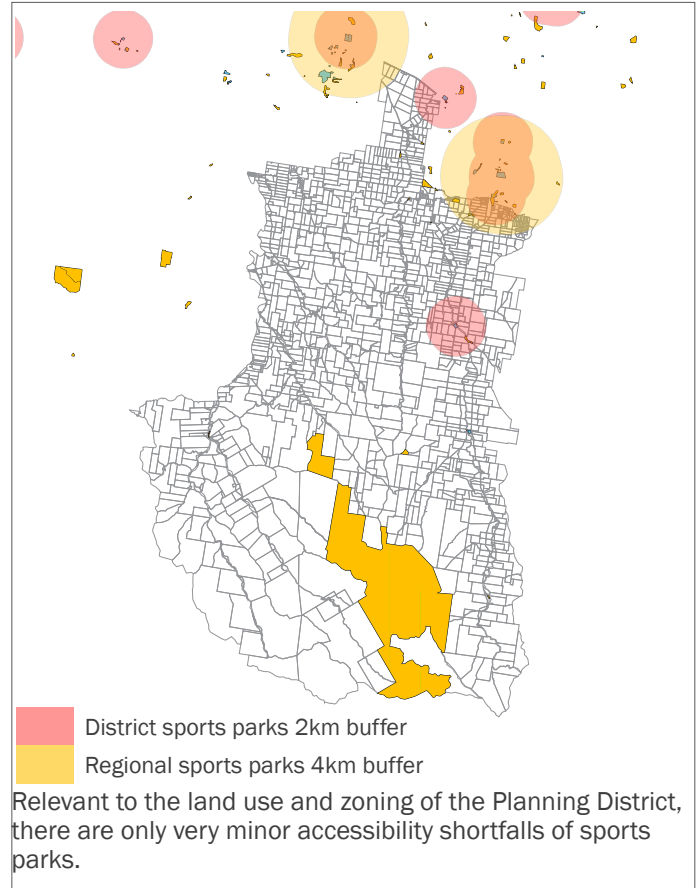 District sports parks 2km buffer
Regional sports parks 4km buffer
Relevant to the land use and zoning of the Planning District,
there are only very minor accessibility shortfalls of sports
parks.